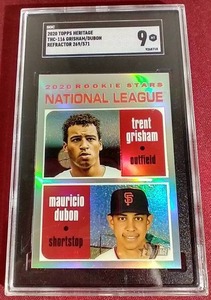 2020 TOPPS HERITAGE
THC-116 GRISHAM/DUBON
REFRACTOR 269/571
9
2020 ROOKIE STARS
NATIONAL LEAGUE
trent
grisham
outfield
mauricio
dubon
shortstop